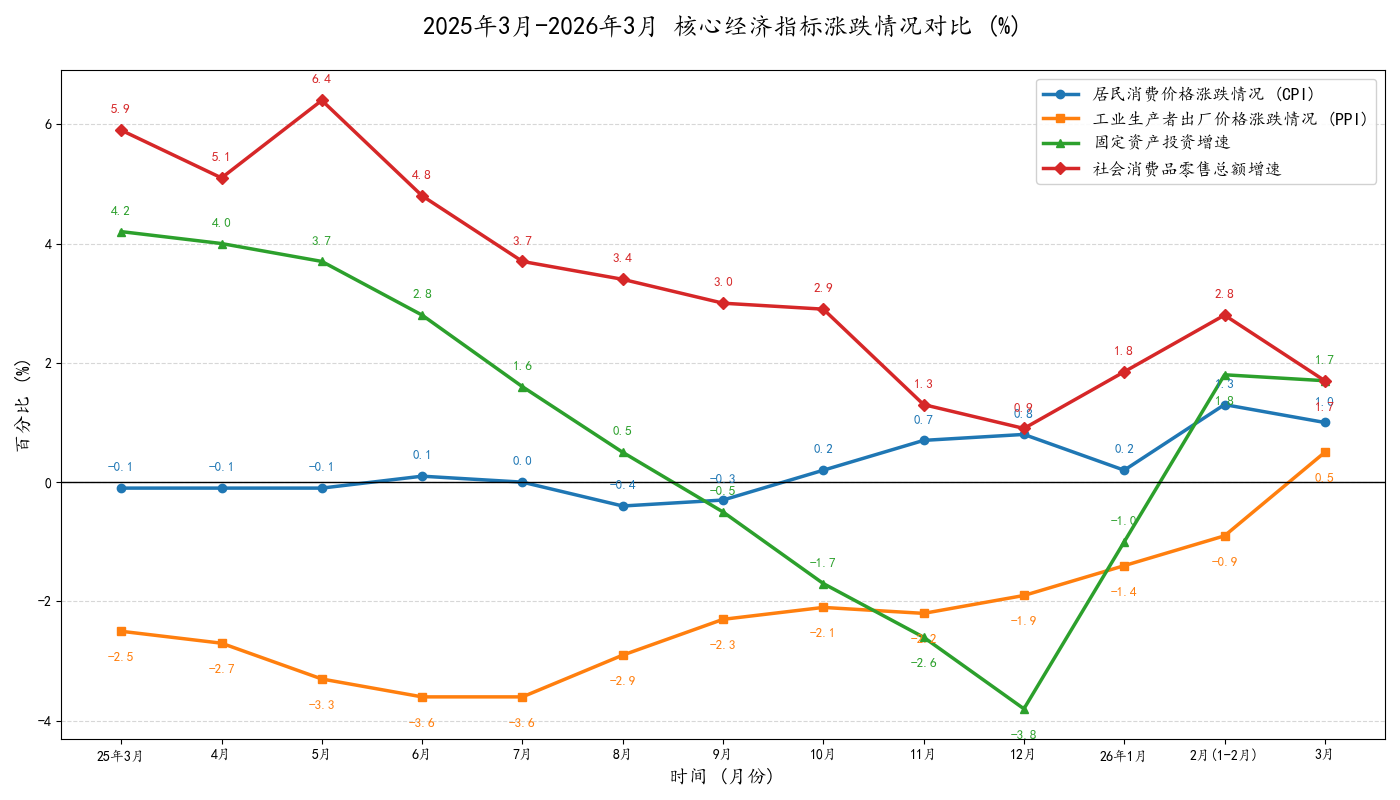 2025年3月-2026年3月 核心经济指标涨跌情况对比 (%)
居民消费价格涨跌情况 (CPI)
工业生产者出厂价格涨跌情况 (PPI)
固定资产投资增速
社会消费品零售总额增速
百分比 (%)
6
4
2
0
-2
-4
5.9 5.1 6.4 4.8 3.7 3.4 3.0 2.9 1.3 0.9 1.8 2.8 1.7
4.2 4.0 3.7 2.8 1.6 0.5 -0.5 -1.7 -2.6 -3.8 -1.0 1.8 1.7
-0.1 -0.1 -0.1 0.1 0.0 -0.4 -0.3 0.2 0.7 0.8 0.2 1.3 1.0
-2.5 -2.7 -3.3 -3.6 -3.6 -2.9 -2.3 -2.1 -2.2 -1.9 -1.4 -0.9 0.5
25年3月 4月 5月 6月 7月 8月 9月 10月 11月 12月 26年1月 2月(1-2月) 3月
时间 (月份)